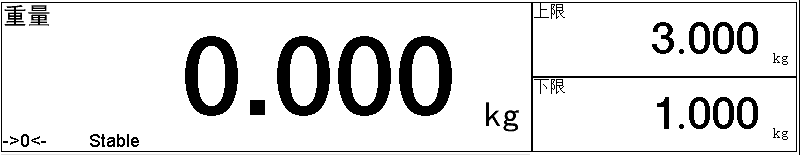 重量
0.000 kg
->0<- Stable
上限
3.000 kg
下限
1.000 kg